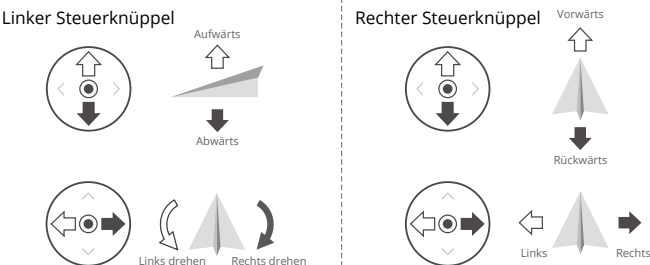 Linker Steuerknüppel
Aufwärts
Abwärts
Links drehen
Rechts drehen
Rechter Steuerknüppel
Vorwärts
Rückwärts
Links
Rechts